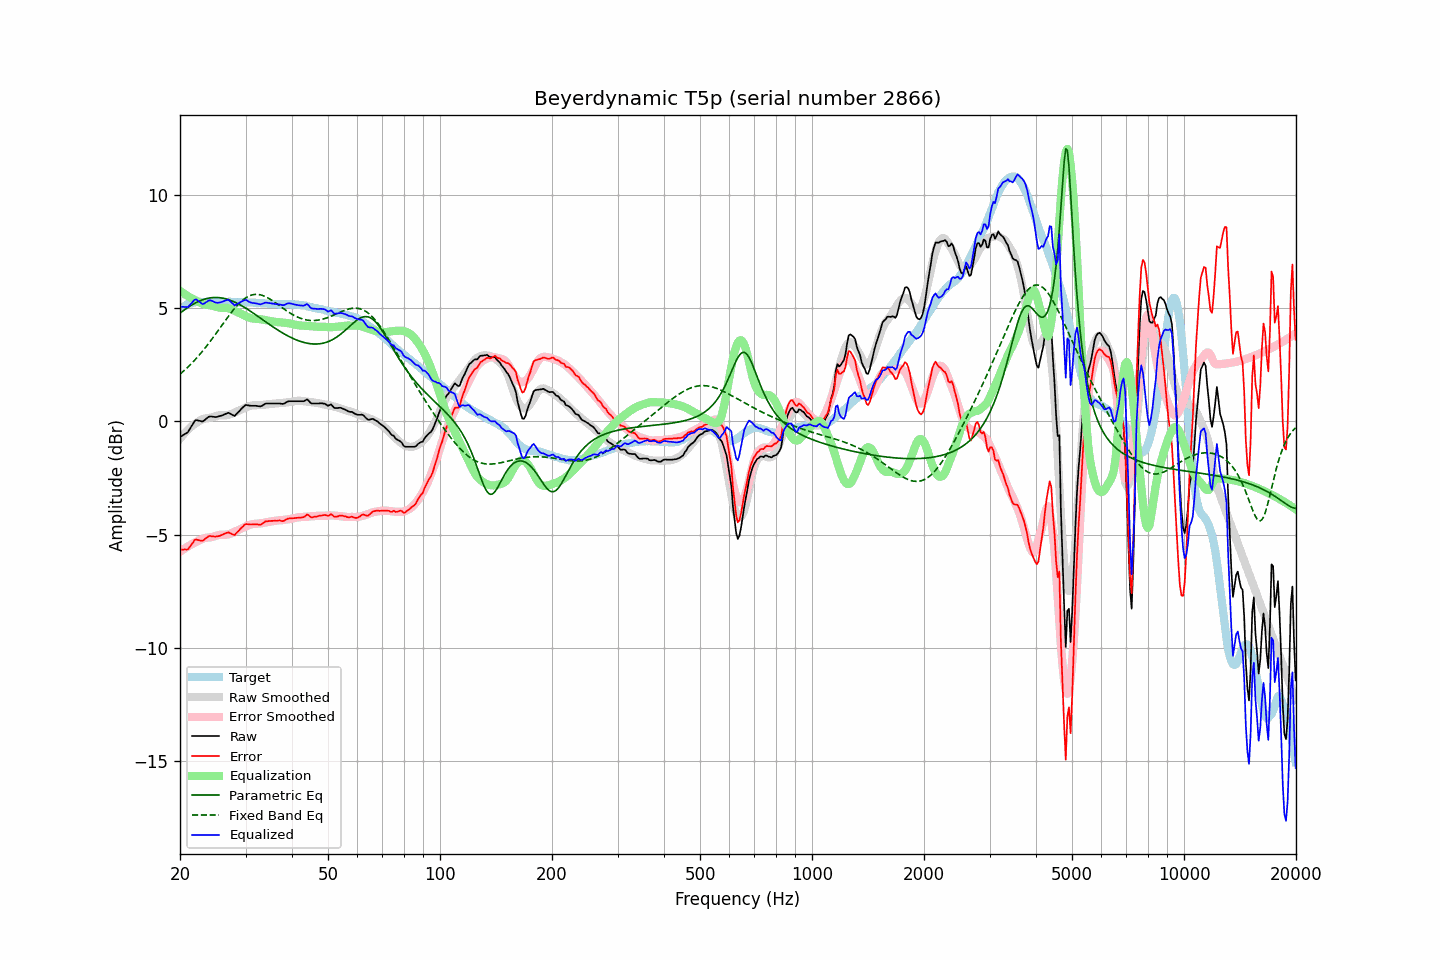 Beyerdynamic T5p (serial number 2866)
Amplitude (dBr)
10
5
0
−5
−10
−15
Target
Raw Smoothed
Error Smoothed
Raw
Error
Equalization
Parametric Eq
Fixed Band Eq
Equalized
20 50 100 200 500 1000 2000 5000 10000 20000
Frequency (Hz)